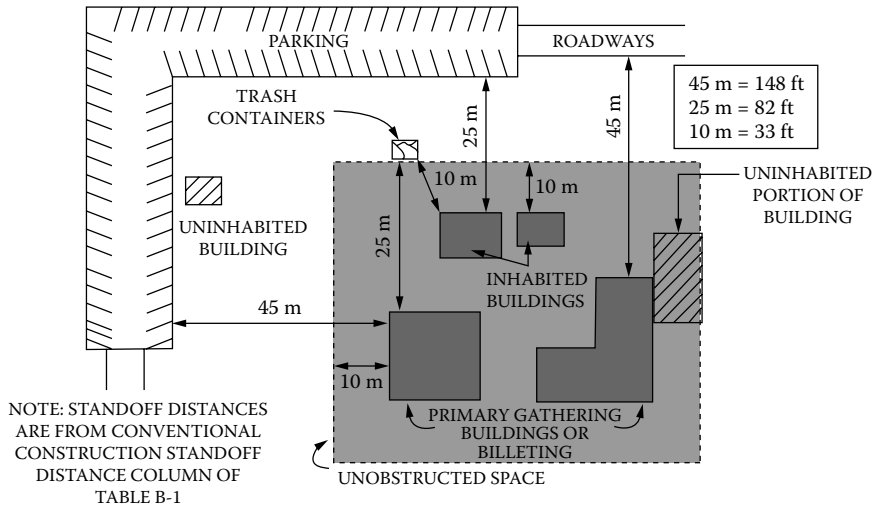 PARKING
ROADWAYS
45 m = 148 ft
25 m = 82 ft
10 m = 33 ft
TRASH
CONTAINERS
25 m
45 m
UNINHABITED
PORTION OF
BUILDING
10 m
10 m
UNINHABITED
BUILDING
25 m
INHABITED
BUILDINGS
45 m
10 m
NOTE: STANDOFF DISTANCES
ARE FROM CONVENTIONAL
CONSTRUCTION STANDOFF
DISTANCE COLUMN OF
TABLE B-1
PRIMARY GATHERING
BUILDINGS OR
BILLETING
UNOBSTRUCTED SPACE